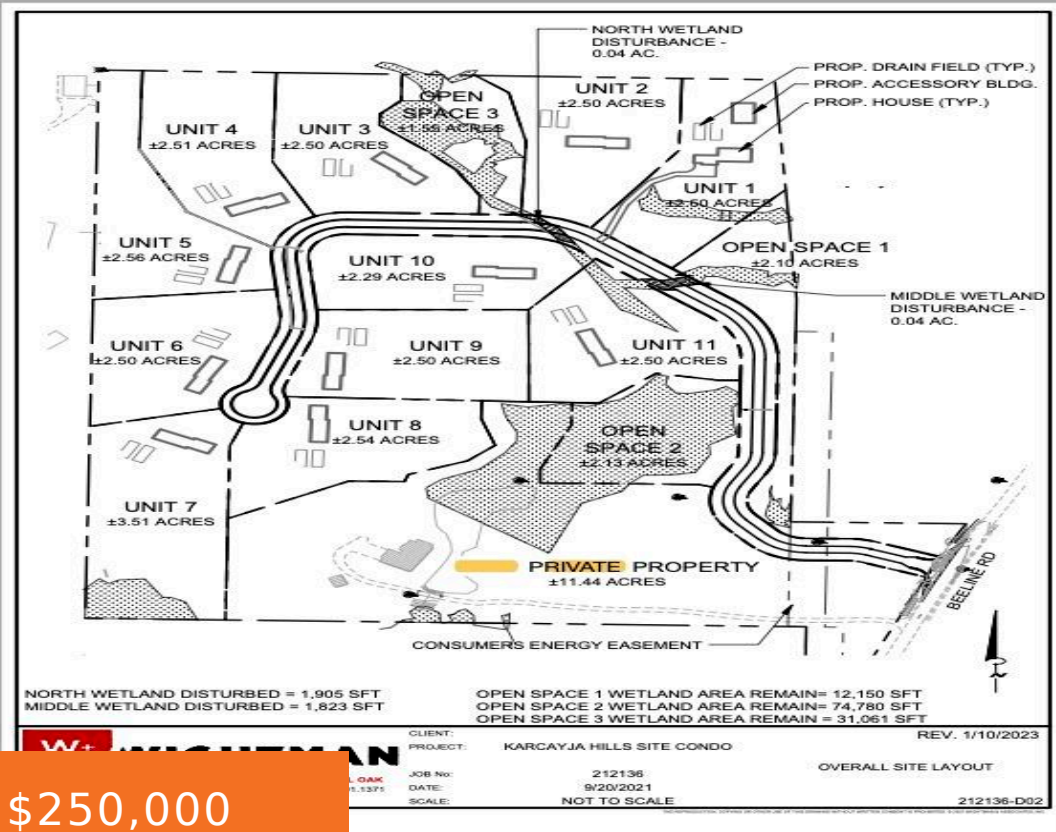 NORTH WETLAND
DISTURBANCE -
0.04 AC.
PROP. DRAIN FIELD (TYP.)
PROP. ACCESSORY BLDG.
PROP. HOUSE (TYP.)
OPEN
SPACE 3
±1.55 ACRES
UNIT 2
±2.50 ACRES
UNIT 4
±2.51 ACRES
UNIT 3
±2.50 ACRES
UNIT 1
±2.50 ACRES
UNIT 5
±2.56 ACRES
UNIT 10
±2.29 ACRES
OPEN SPACE 1
±2.10 ACRES
MIDDLE WETLAND
DISTURBANCE -
0.04 AC.
UNIT 6
±2.50 ACRES
UNIT 9
±2.50 ACRES
UNIT 11
±2.50 ACRES
UNIT 8
±2.54 ACRES
OPEN
SPACE 2
±2.13 ACRES
UNIT 7
±3.51 ACRES
PRIVATE PROPERTY
±11.44 ACRES
BEELINE RD
CONSUMERS ENERGY EASEMENT
NORTH WETLAND DISTURBED = 1,905 SFT
MIDDLE WETLAND DISTURBED = 1,823 SFT
OPEN SPACE 1 WETLAND AREA REMAIN= 12,150 SFT
OPEN SPACE 2 WETLAND AREA REMAIN= 74,780 SFT
OPEN SPACE 3 WETLAND AREA REMAIN = 31,061 SFT
W+
WIGHTMAN
OAK
CLIENT:
PROJECT: KARCAYJA HILLS SITE CONDO
JOB No: 212136
DATE: 9/20/2021
SCALE: NOT TO SCALE
REV. 1/10/2023
OVERALL SITE LAYOUT
212136-D02
$250,000